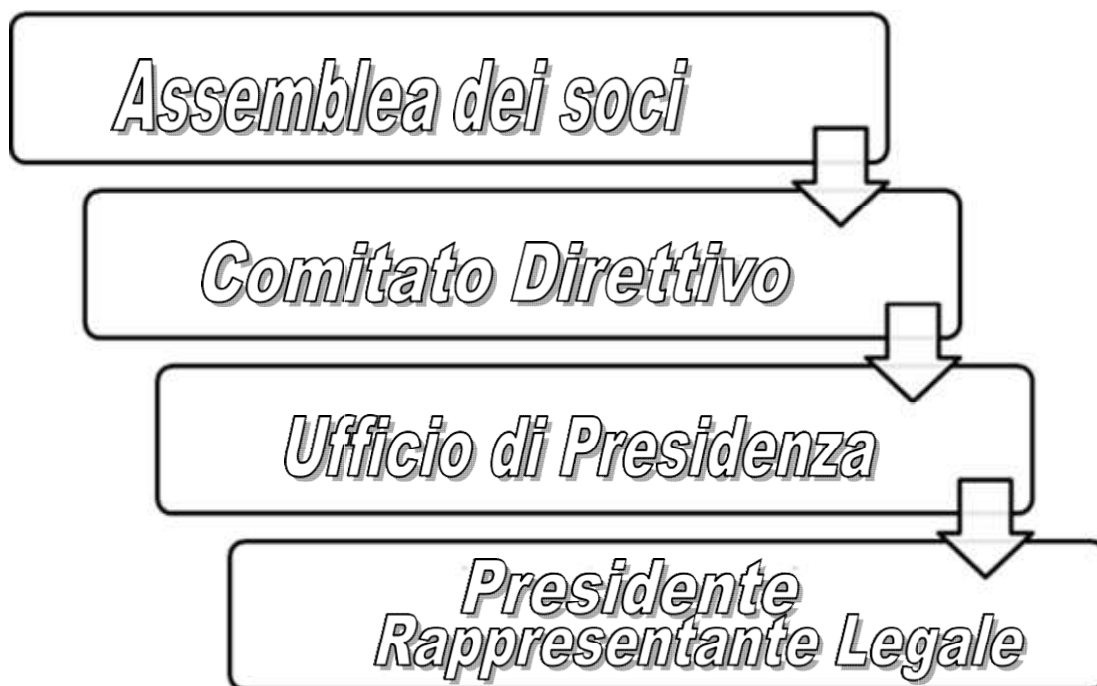 Assemblea dei soci
Comitato Direttivo
Ufficio di Presidenza
Presidente
Rappresentante Legale